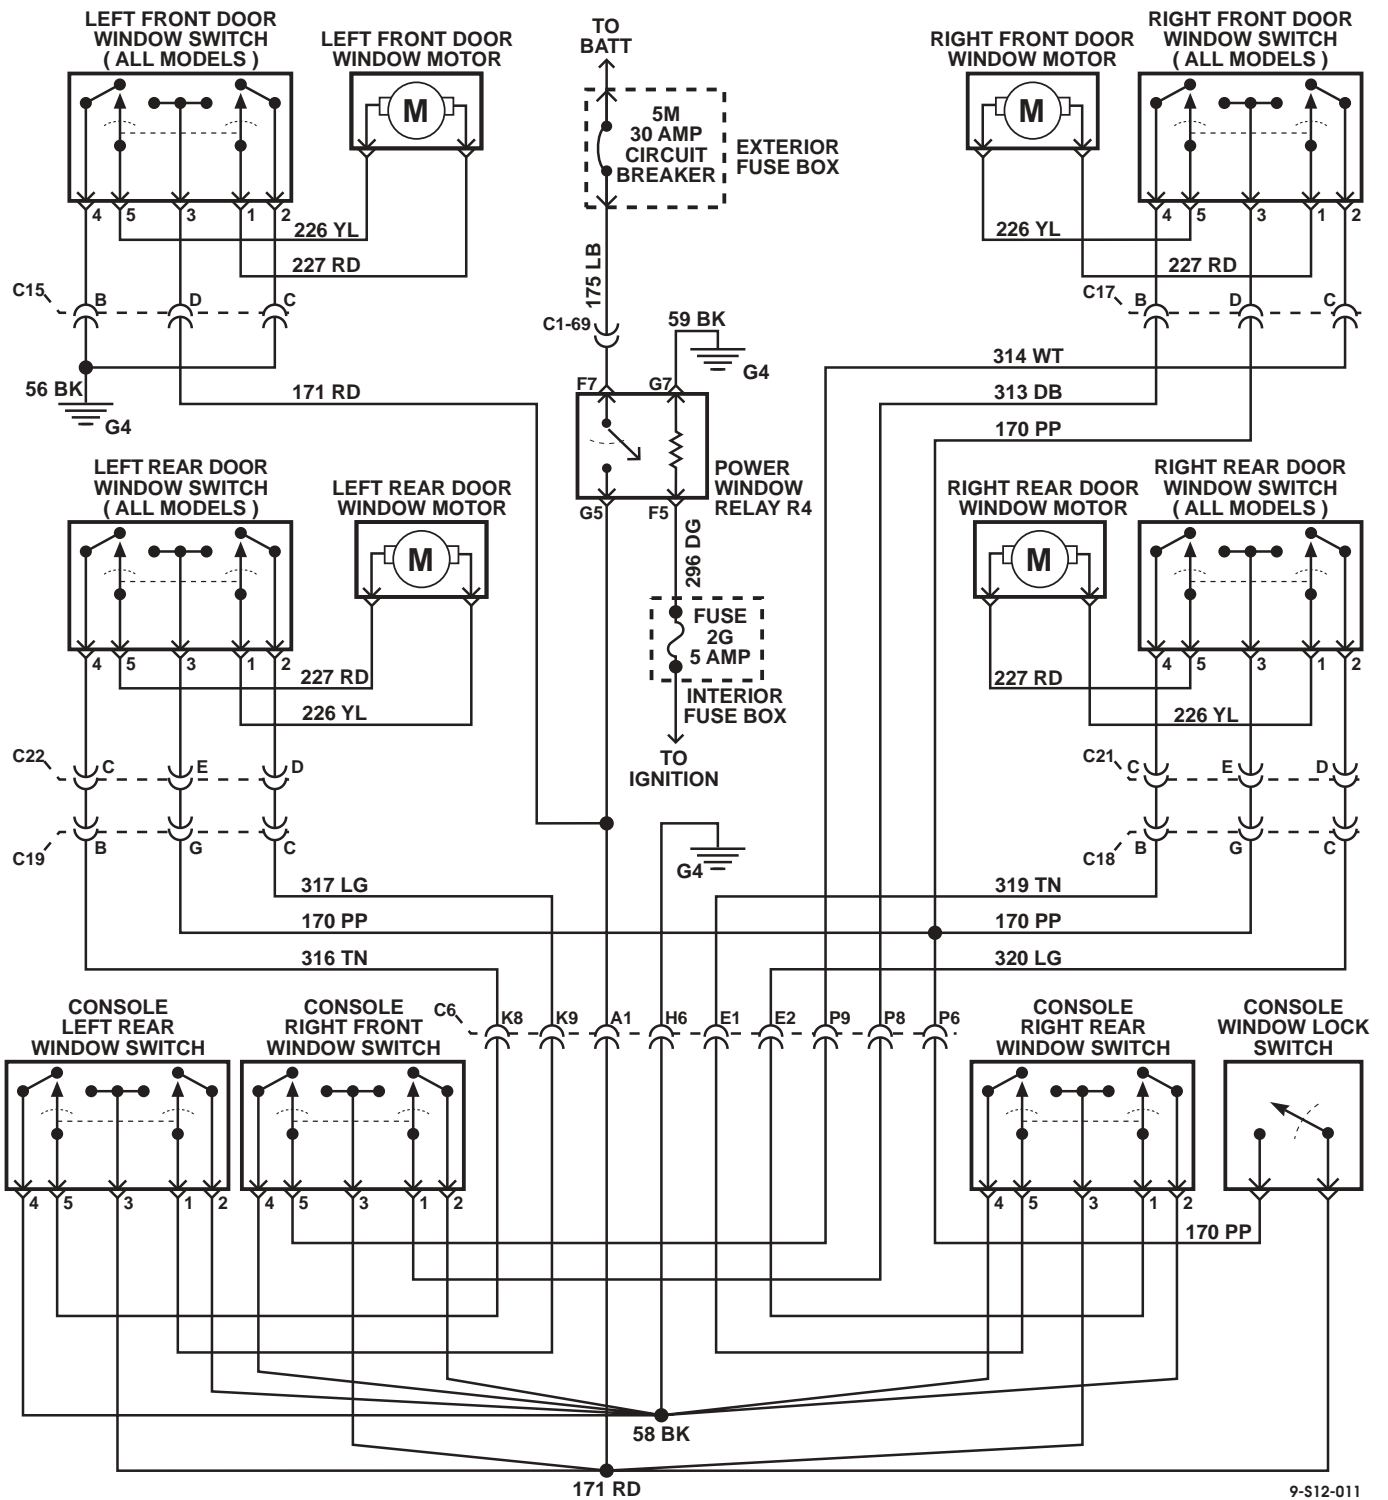 LEFT FRONT DOOR
WINDOW SWITCH
( ALL MODELS )
LEFT FRONT DOOR
WINDOW MOTOR
M
4
5
3
1
2
226 YL
227 RD
C15
B
D
C
56 BK
G4
171 RD
TO
BATT
5M
30 AMP
CIRCUIT
BREAKER
EXTERIOR
FUSE BOX
175 LB
C1-69
59 BK
G4
F7
G7
POWER
WINDOW
RELAY R4
G5
F5
296 DG
FUSE
2G
5 AMP
INTERIOR
FUSE BOX
TO
IGNITION
RIGHT FRONT DOOR
WINDOW MOTOR
M
RIGHT FRONT DOOR
WINDOW SWITCH
( ALL MODELS )
4
5
3
1
2
226 YL
227 RD
C17
B
D
C
314 WT
313 DB
170 PP
LEFT REAR DOOR
WINDOW SWITCH
( ALL MODELS )
LEFT REAR DOOR
WINDOW MOTOR
M
4
5
3
1
2
227 RD
226 YL
C22
C
E
D
C19
B
G
C
317 LG
170 PP
316 TN
RIGHT REAR DOOR
WINDOW MOTOR
M
RIGHT REAR DOOR
WINDOW SWITCH
( ALL MODELS )
4
5
3
1
2
227 RD
226 YL
C21
C
E
D
C18
B
G
C
G4
319 TN
170 PP
320 LG
C6
K8
K9
A1
H6
E1
E2
P9
P8
P6
CONSOLE
LEFT REAR
WINDOW SWITCH
4
5
3
1
2
CONSOLE
RIGHT FRONT
WINDOW SWITCH
4
5
3
1
2
CONSOLE
RIGHT REAR
WINDOW SWITCH
4
5
3
1
2
CONSOLE
WINDOW LOCK
SWITCH
170 PP
58 BK
171 RD
9-S12-011